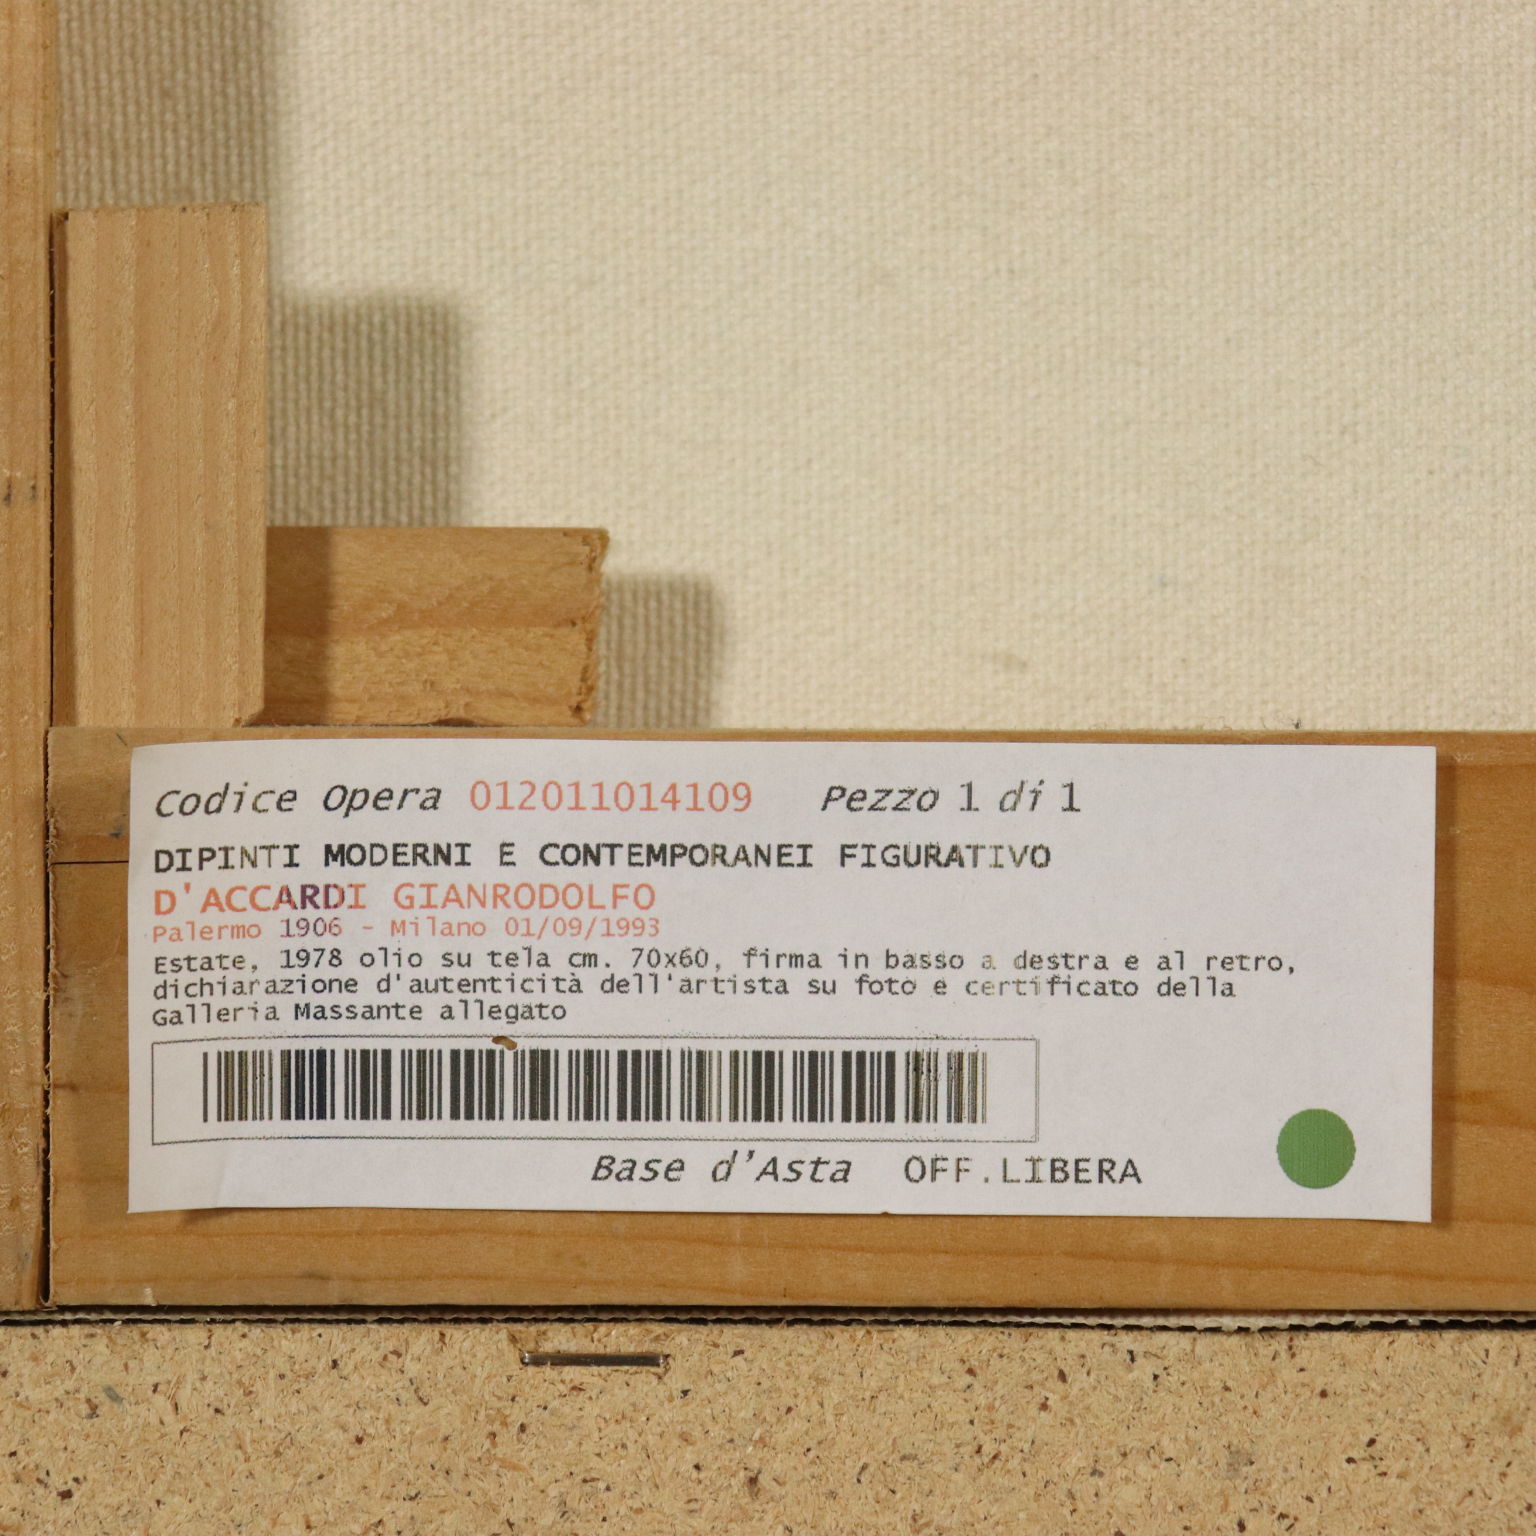 Codice Opera 012011014109 Pezzo 1 di 1
DIPINTI MODERNI E CONTEMPORANEI FIGURATIVO
D'ACCARDI GIANRODOLFO
Palermo 1906 - Milano 01/09/1993
Estate, 1978 olio su tela cm. 70x60, firma in basso a destra e al retro,
dichiarazione d'autenticità dell'artista su foto e certificato della
Galleria Massante allegato
Base d'Asta OFF.LIBERA